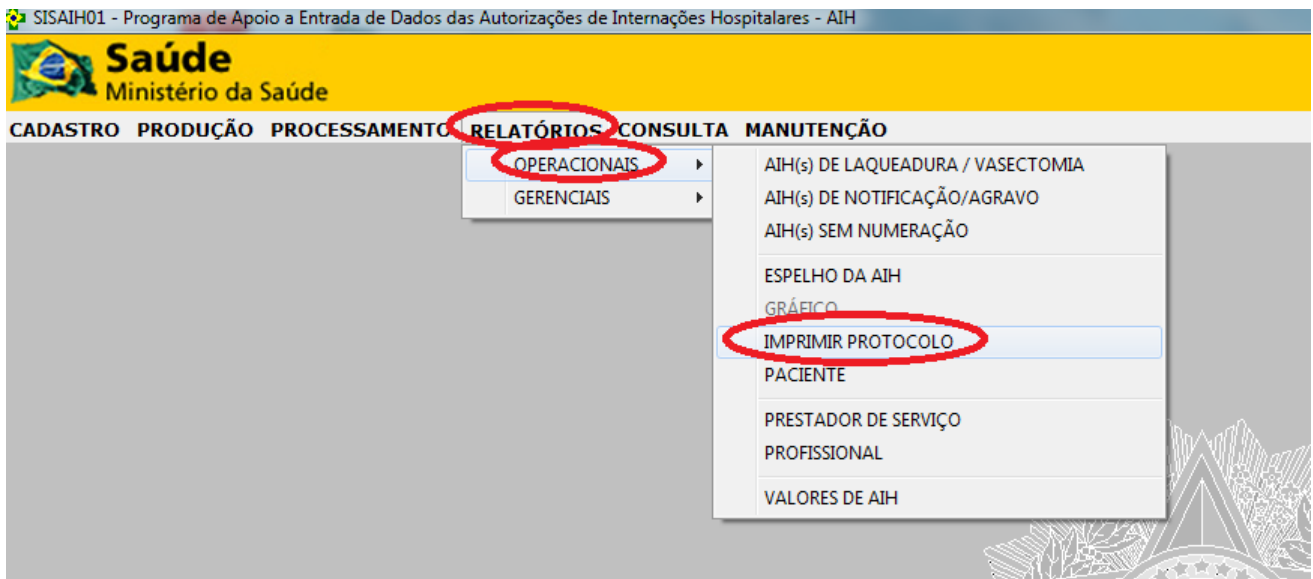 SISAIH01 - Programa de Apoio a Entrada de Dados das Autorizações de Internações Hospitalares - AIH
Saúde
Ministério da Saúde
CADASTRO PRODUÇÃO PROCESSAMENTO RELATÓRIOS CONSULTA MANUTENÇÃO
OPERACIONAIS
GERENCIAIS
AIH(s) DE LAQUEADURA / VASECTOMIA
AIH(s) DE NOTIFICAÇÃO/AGRAVO
AIH(s) SEM NUMERAÇÃO
ESPELHO DA AIH
GRÁFICO
IMPRIMIR PROTOCOLO
PACIENTE
PRESTADOR DE SERVIÇO
PROFISSIONAL
VALORES DE AIH